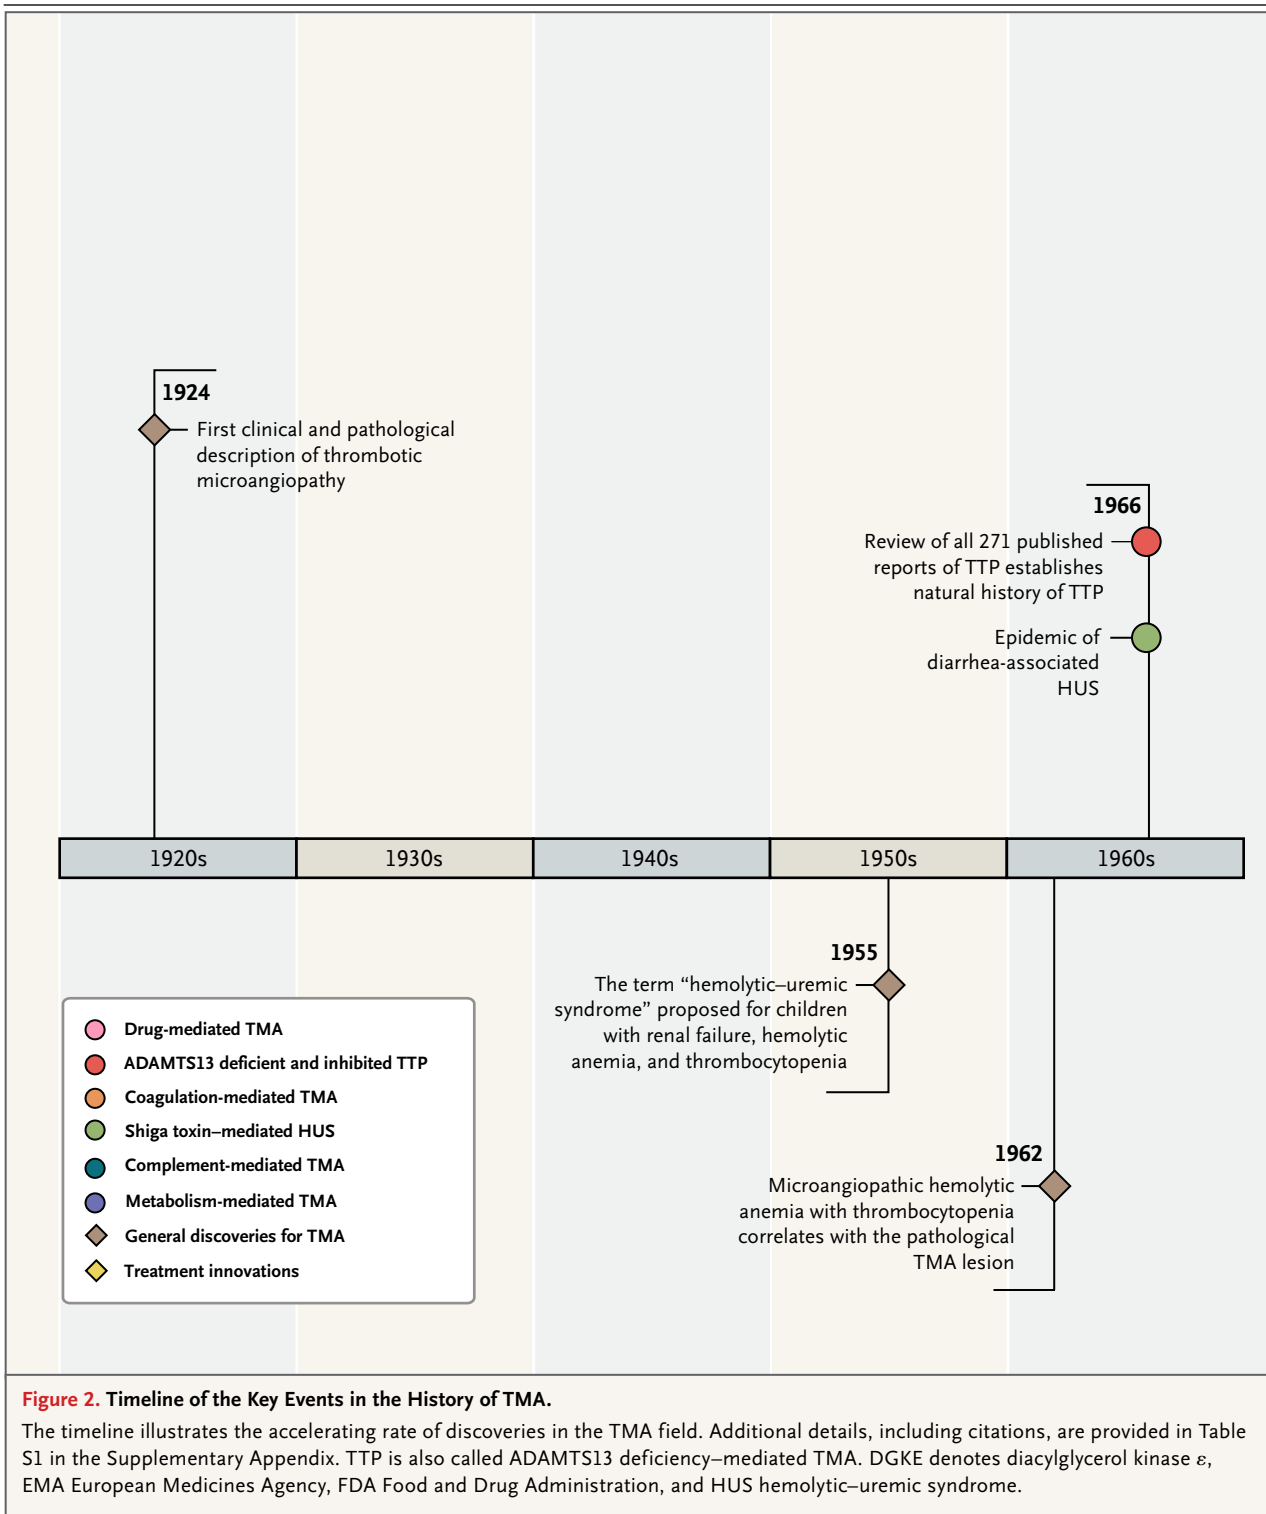 1924
First clinical and pathological
description of thrombotic
microangiopathy
1966
Review of all 271 published
reports of TTP establishes
natural history of TTP
Epidemic of
diarrhea-associated
HUS
1920s
1930s
1940s
1950s
1960s
1955
The term “hemolytic–uremic
syndrome” proposed for children
with renal failure, hemolytic
anemia, and thrombocytopenia
1962
Microangiopathic hemolytic
anemia with thrombocytopenia
correlates with the pathological
TMA lesion
Drug-mediated TMA
ADAMTS13 deficient and inhibited TTP
Coagulation-mediated TMA
Shiga toxin–mediated HUS
Complement-mediated TMA
Metabolism-mediated TMA
General discoveries for TMA
Treatment innovations
Figure 2. Timeline of the Key Events in the History of TMA.
The timeline illustrates the accelerating rate of discoveries in the TMA field. Additional details, including citations, are provided in Table
S1 in the Supplementary Appendix. TTP is also called ADAMTS13 deficiency–mediated TMA. DGKE denotes diacylglycerol kinase ε,
EMA European Medicines Agency, FDA Food and Drug Administration, and HUS hemolytic–uremic syndrome.